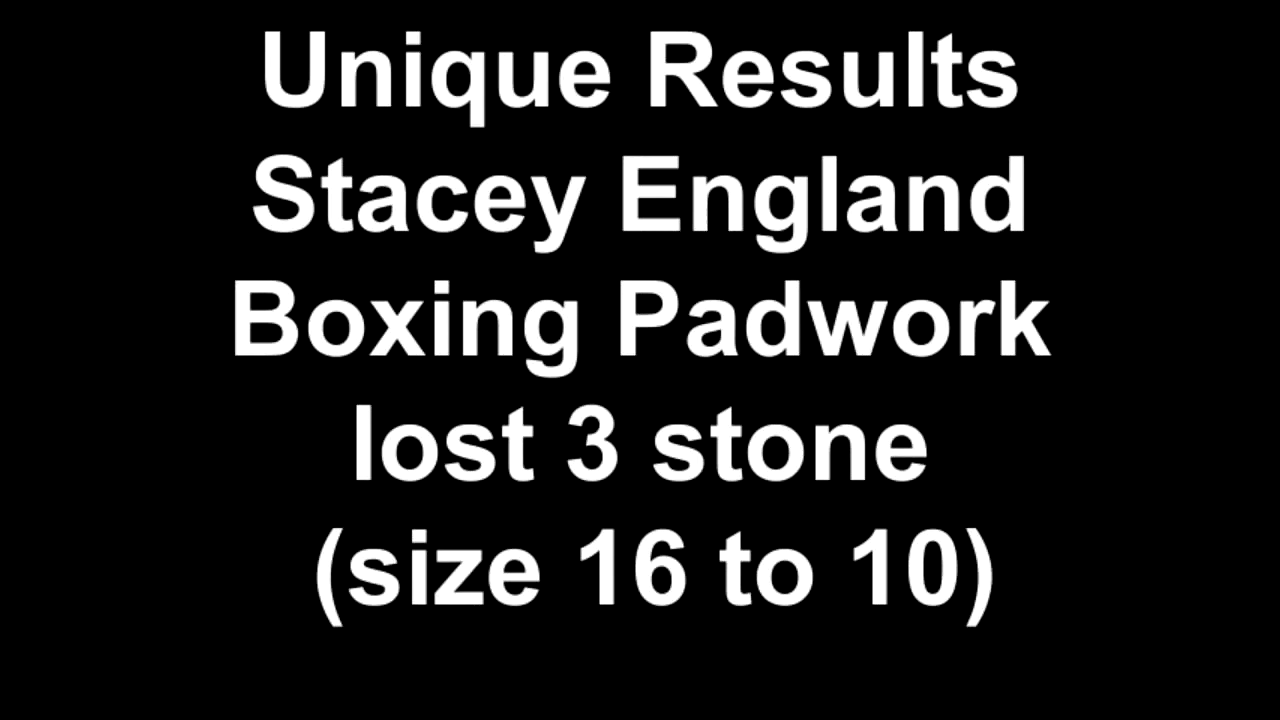 Unique Results
Stacey England
Boxing Padwork
lost 3 stone
(size 16 to 10)